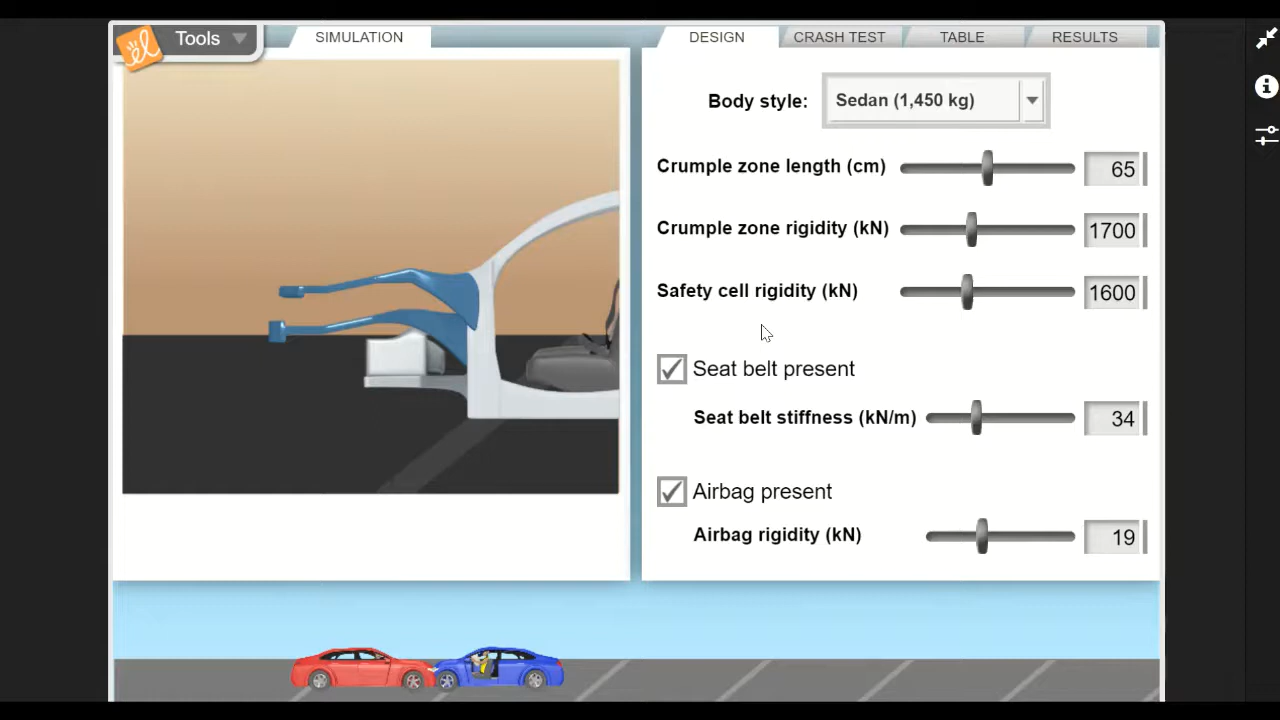 el
Tools
SIMULATION
DESIGN
CRASH TEST
TABLE
RESULTS
Body style: Sedan (1,450 kg)
Crumple zone length (cm) 65
Crumple zone rigidity (kN) 1700
Safety cell rigidity (kN) 1600
Seat belt present
Seat belt stiffness (kN/m) 34
Airbag present
Airbag rigidity (kN) 19